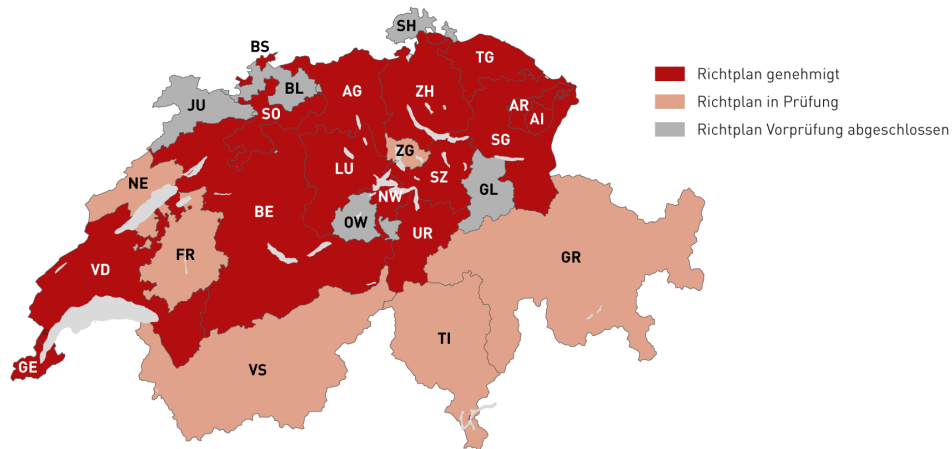 SH
BS
TG
BL
AG
ZH
JU
SO
AR
AI
SG
ZG
LU
NE
SZ
GL
NW
BE
OW
UR
FR
GR
VD
TI
GE
VS
Richtplan genehmigt
Richtplan in Prüfung
Richtplan Vorprüfung abgeschlossen